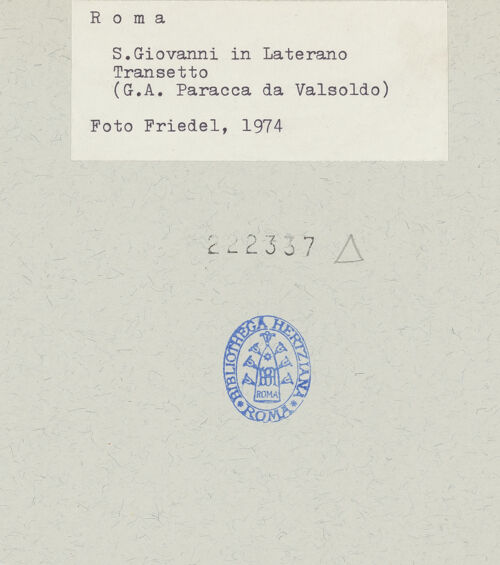 R o m a
S.Giovanni in Laterano
Transetto
(G.A. Paracca da Valsoldo)
Foto Friedel, 1974
222337
BIBLIOTHECA HERTZIANA
ROMA
ROMA